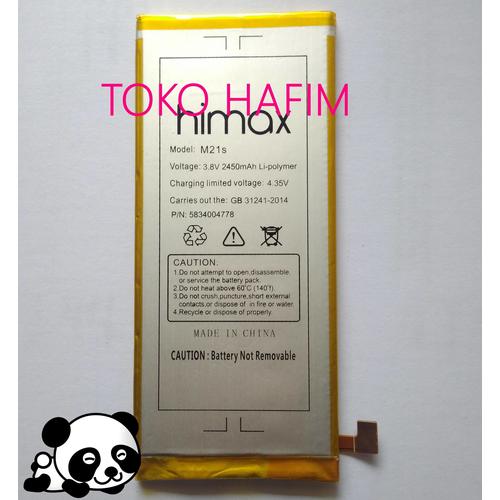 TOKO HAFIM
himax
Model: M21s
Voltage: 3.8V 2450mAh Li-polymer
Charging limited voltage: 4.35V
Carries out the: GB 31241-2014
P/N: 5834004778
CAUTION:
1.Do not attempt to open,disassemble,
or service the battery pack.
2.Do not heat above 60℃ (140℉).
3.Do not crush,puncture,short external
contacts,or dispose of in fire or water.
4.Recycle or dispose of properly.
MADE IN CHINA
CAUTION : Battery Not Removable